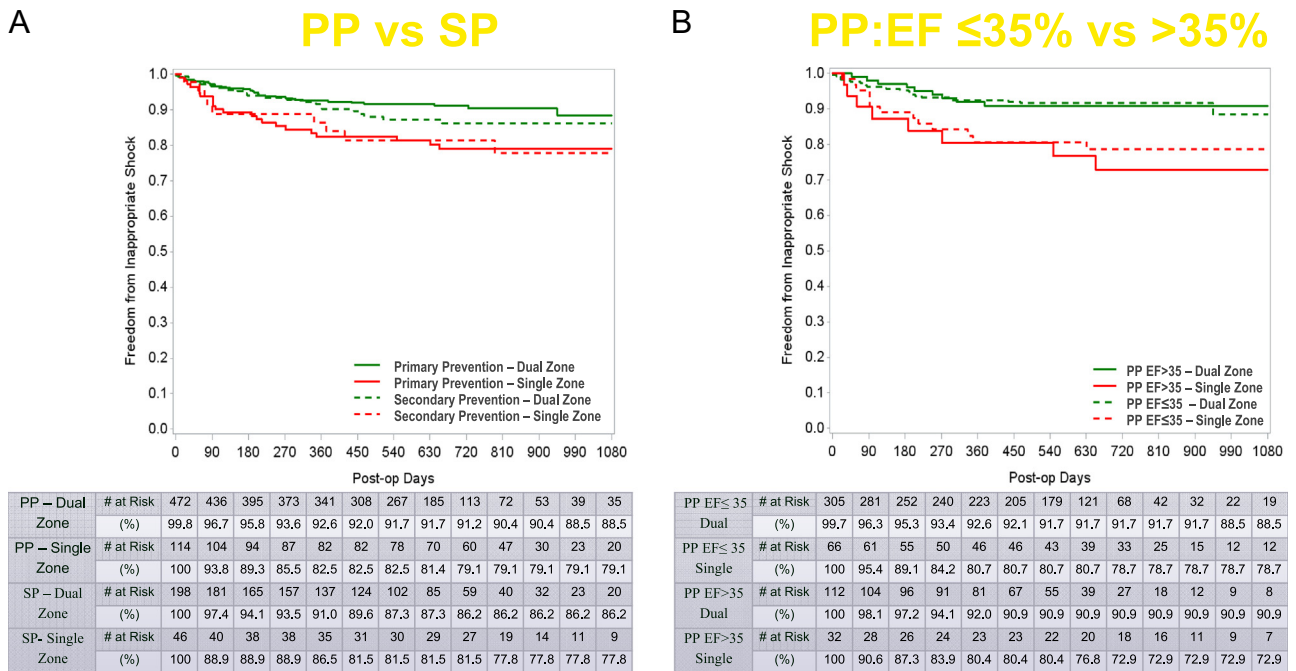 A
PP vs SP
Freedom from Inappropriate Shock
1.0
0.9
0.8
0.7
0.6
0.5
0.4
0.3
0.2
0.1
0.0
Primary Prevention – Dual Zone
Primary Prevention – Single Zone
Secondary Prevention – Dual Zone
Secondary Prevention – Single Zone
0 90 180 270 360 450 540 630 720 810 900 990 1080
Post-op Days
PP – Dual Zone # at Risk 472 436 395 373 341 308 267 185 113 72 53 39 35
(%) 99.8 96.7 95.8 93.6 92.6 92.0 91.7 91.7 91.2 90.4 90.4 88.5 88.5
PP – Single Zone # at Risk 114 104 94 87 82 82 78 70 60 47 30 23 20
(%) 100 93.8 89.3 85.5 82.5 82.5 82.5 81.4 79.1 79.1 79.1 79.1 79.1
SP – Dual Zone # at Risk 198 181 165 157 137 124 102 85 59 40 32 23 20
(%) 100 97.4 94.1 93.5 91.0 89.6 87.3 87.3 86.2 86.2 86.2 86.2 86.2
SP- Single Zone # at Risk 46 40 38 38 35 31 30 29 27 19 14 11 9
(%) 100 88.9 88.9 88.9 86.5 81.5 81.5 81.5 81.5 77.8 77.8 77.8 77.8
B
PP:EF ≤35% vs >35%
Freedom from Inappropriate Shock
1.0
0.9
0.8
0.7
0.6
0.5
0.4
0.3
0.2
0.1
0.0
PP EF>35 – Dual Zone
PP EF>35 – Single Zone
PP EF≤35 – Dual Zone
PP EF≤35 – Single Zone
0 90 180 270 360 450 540 630 720 810 900 990 1080
Post-op Days
PP EF≤ 35 Dual # at Risk 305 281 252 240 223 205 179 121 68 42 32 22 19
(%) 99.7 96.3 95.3 93.4 92.6 92.1 91.7 91.7 91.7 91.7 91.7 88.5 88.5
PP EF≤ 35 Single # at Risk 66 61 55 50 46 46 43 39 33 25 15 12 12
(%) 100 95.4 89.1 84.2 80.7 80.7 80.7 80.7 78.7 78.7 78.7 78.7 78.7
PP EF>35 Dual # at Risk 112 104 96 91 81 67 55 39 27 18 12 9 8
(%) 100 98.1 97.2 94.1 92.0 90.9 90.9 90.9 90.9 90.9 90.9 90.9 90.9
PP EF>35 Single # at Risk 32 28 26 24 23 23 22 20 18 16 11 9 7
(%) 100 90.6 87.3 83.9 80.4 80.4 80.4 76.8 72.9 72.9 72.9 72.9 72.9